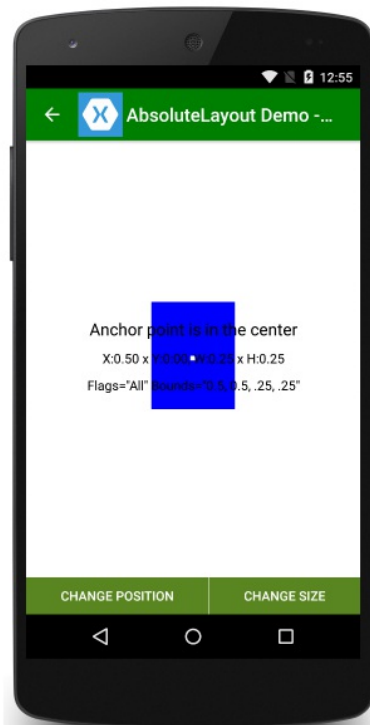 12:55
AbsoluteLayout Demo -...
Anchor point is in the center
X:0.50 x Y:0.00, W:0.25 x H:0.25
Flags="All" Bounds="0.5, 0.5, .25, .25"
CHANGE POSITION CHANGE SIZE